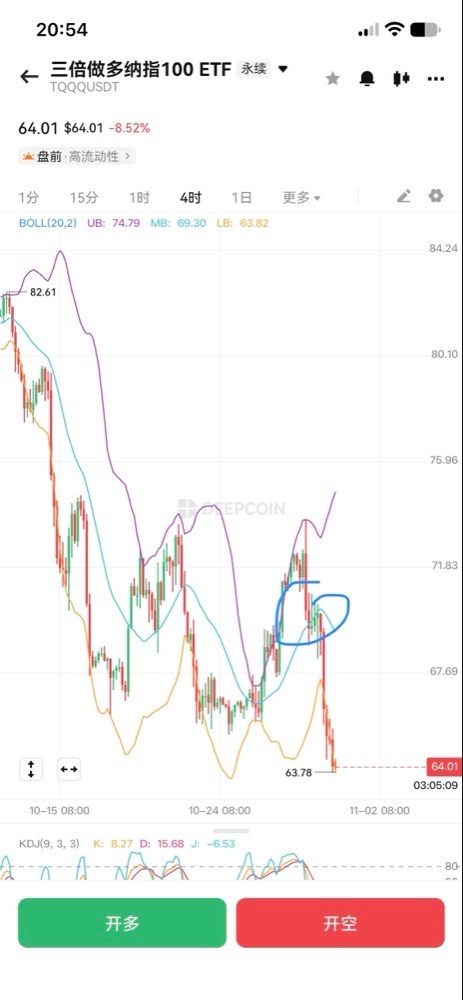 20:54
三倍做多纳指100 ETF 永续
TQQQUSDT
64.01 $64.01 -8.52%
盘前·高流动性
1分 15分 1时 4时 1日 更多
BOLL(20,2) UB: 74.79 MB: 69.30 LB: 63.82
84.24
82.61
80.10
75.96
DEEPCOIN
71.83
67.69
64.01
63.78
03:05:09
10-15 08:00 10-24 08:00 11-02 08:00
KDJ(9, 3, 3) K: 8.27 D: 15.68 J: -6.53
80
开多 开空